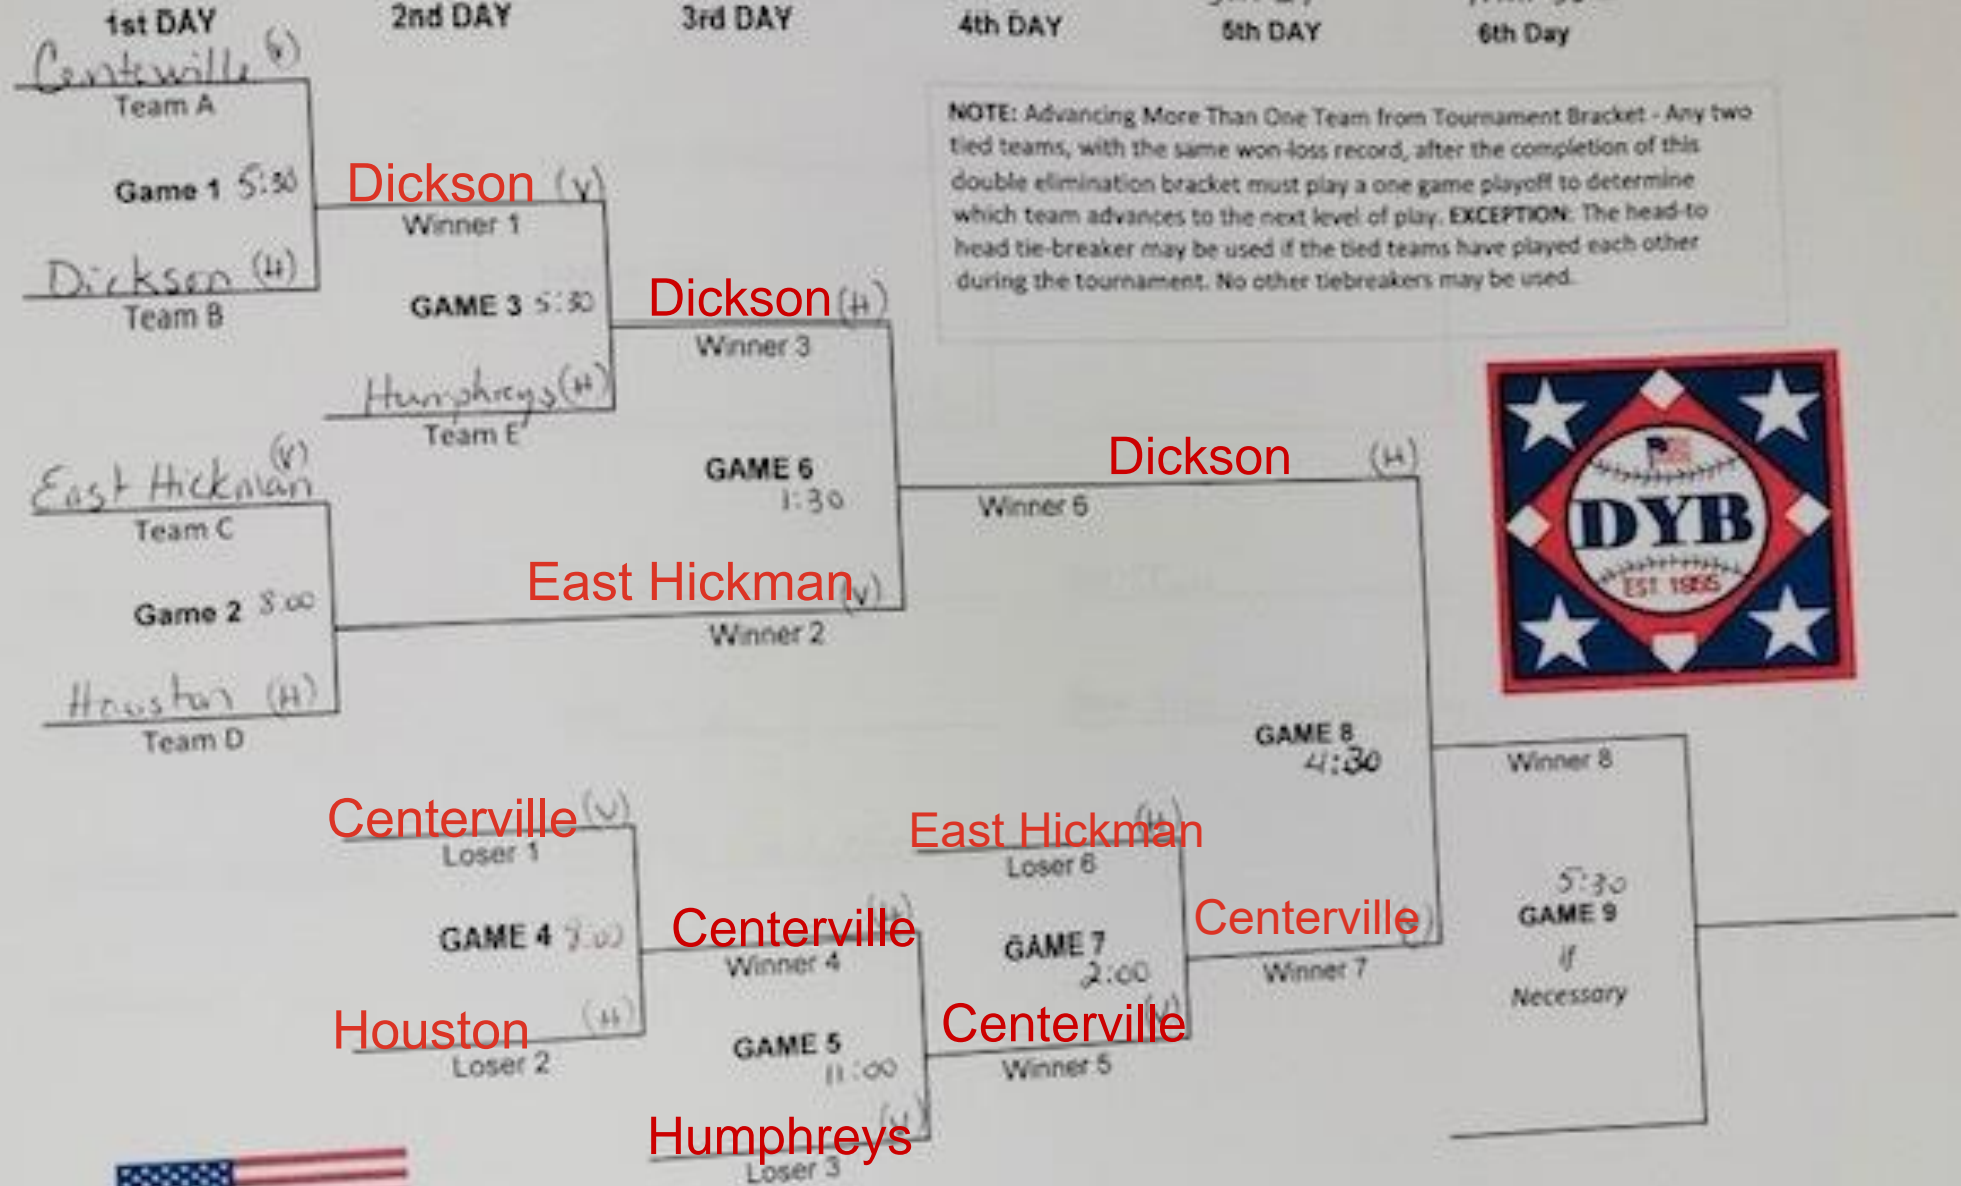 1st DAY
2nd DAY
3rd DAY
4th DAY
5th DAY
6th Day
Centerville (V)
Team A
Game 1 5:30
Dickson (H)
Team B
Dickson (V)
Winner 1
GAME 3 5:30
Humphreys (H)
Team E
Dickson (H)
Winner 3
NOTE: Advancing More Than One Team from Tournament Bracket - Any two
tied teams, with the same won-loss record, after the completion of this
double elimination bracket must play a one game playoff to determine
which team advances to the next level of play. EXCEPTION: The head-to
head tie-breaker may be used if the tied teams have played each other
during the tournament. No other tiebreakers may be used.
East Hickman (V)
Team C
Game 2 8:00
Houston (H)
Team D
GAME 6
1:30
East Hickman (V)
Winner 2
Dickson (H)
Winner 6
DYB
EST 1955
GAME 8
4:30
Winner 8
Centerville (V)
Loser 1
GAME 4 8:00
Houston (H)
Loser 2
Centerville (H)
Winner 4
GAME 5
11:00
Humphreys (V)
Loser 3
East Hickman (H)
Loser 6
GAME 7
2:00
Centerville (V)
Winner 5
Centerville
Winner 7
5:30
GAME 9
if
Necessary